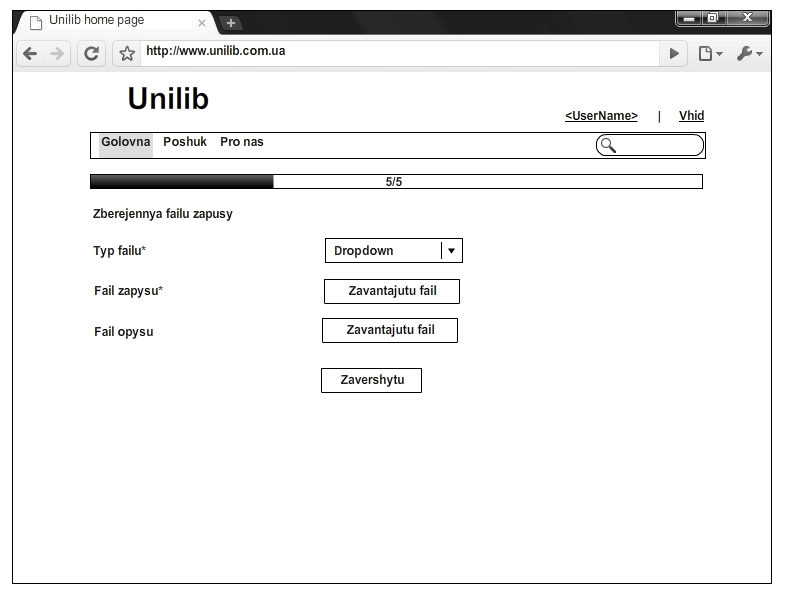 Unilib home page
http://www.unilib.com.ua
Unilib
<UserName> | Vhid
Golovna Poshuk Pro nas
5/5
Zberejennya failu zapusy
Typ failu* Dropdown
Fail zapysu* Zavantajutu fail
Fail opysu Zavantajutu fail
Zavershytu